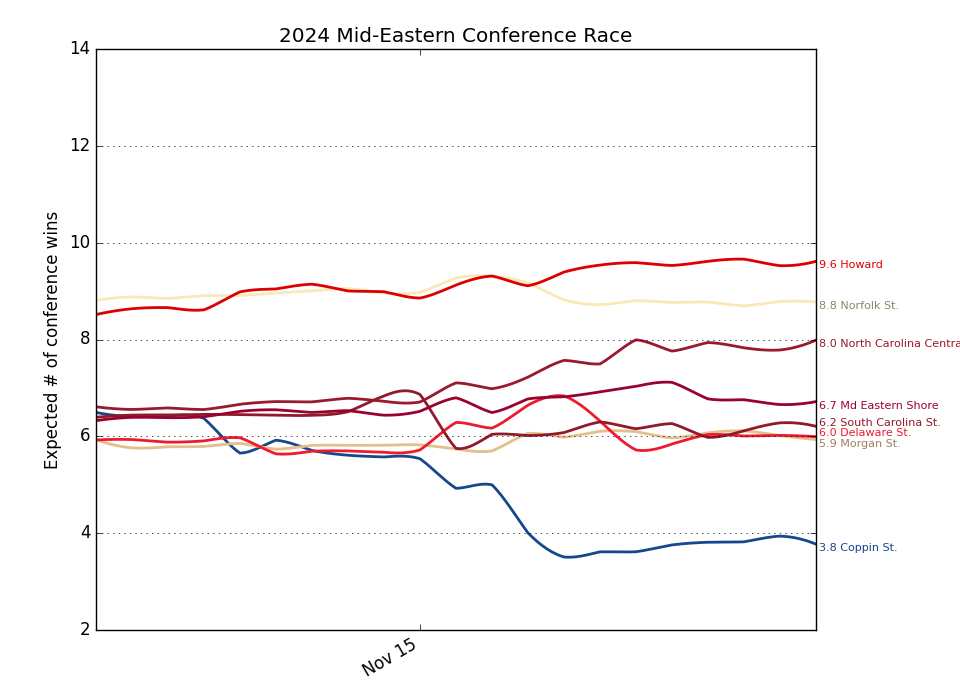 2024 Mid-Eastern Conference Race
Expected # of conference wins
14
12
10
8
6
4
2
Nov 15
9.6 Howard
8.8 Norfolk St.
8.0 North Carolina Centra
6.7 Md Eastern Shore
6.2 South Carolina St.
6.0 Delaware St.
5.9 Morgan St.
3.8 Coppin St.